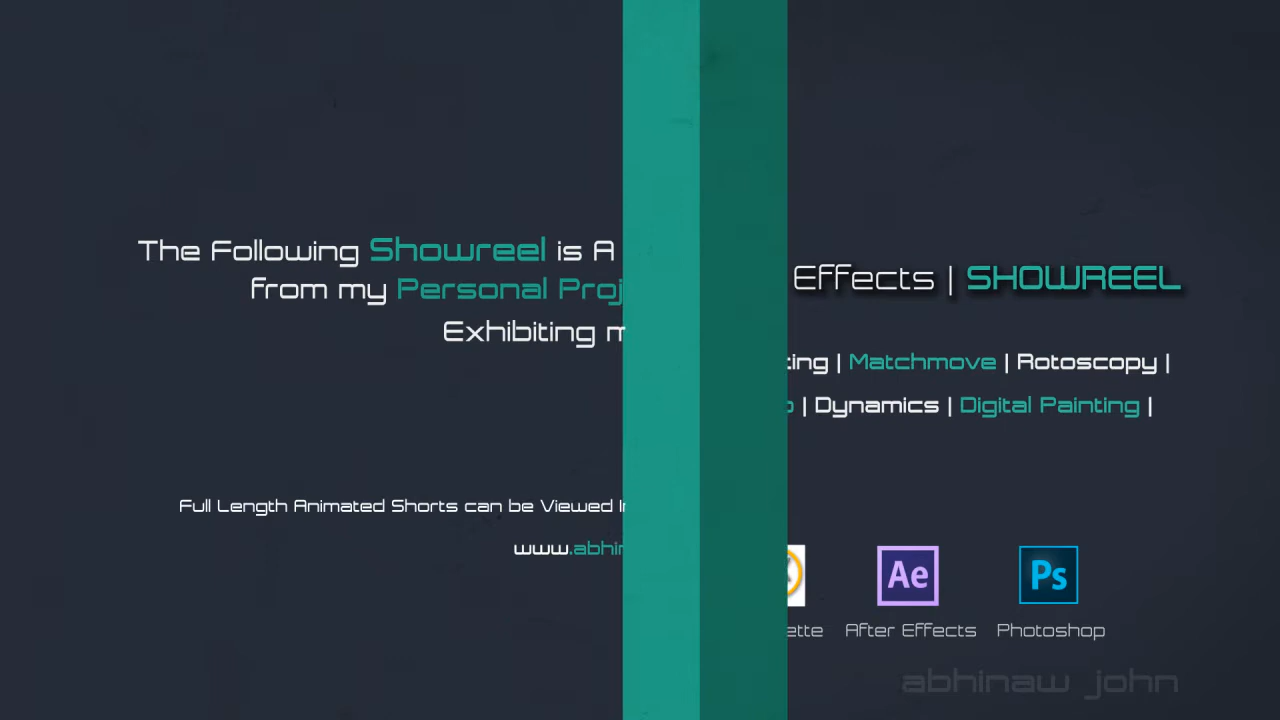 The Following Showreel is A
from my Personal Proj
Exhibiting m
Full Length Animated Shorts can be Viewed I
www.abhin
Effects | SHOWREEL
ting | Matchmove | Rotoscopy |
| Dynamics | Digital Painting |
Ae
Ps
ette
After Effects
Photoshop
abhinaw john